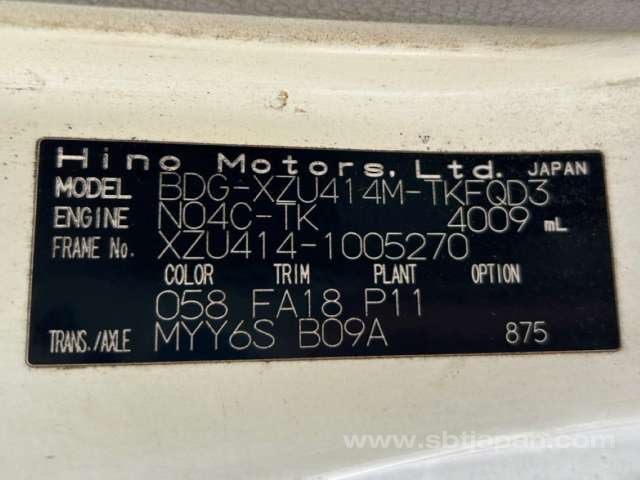 Hino Motors, Ltd. JAPAN
MODEL BDG-XZU414M-TKFQD3
ENGINE N04C-TK 4009 mL
FRAME No. XZU414-1005270
COLOR TRIM PLANT OPTION
058 FA18 P11
TRANS./AXLE MYY6S B09A 875
www.sbtjapan.com